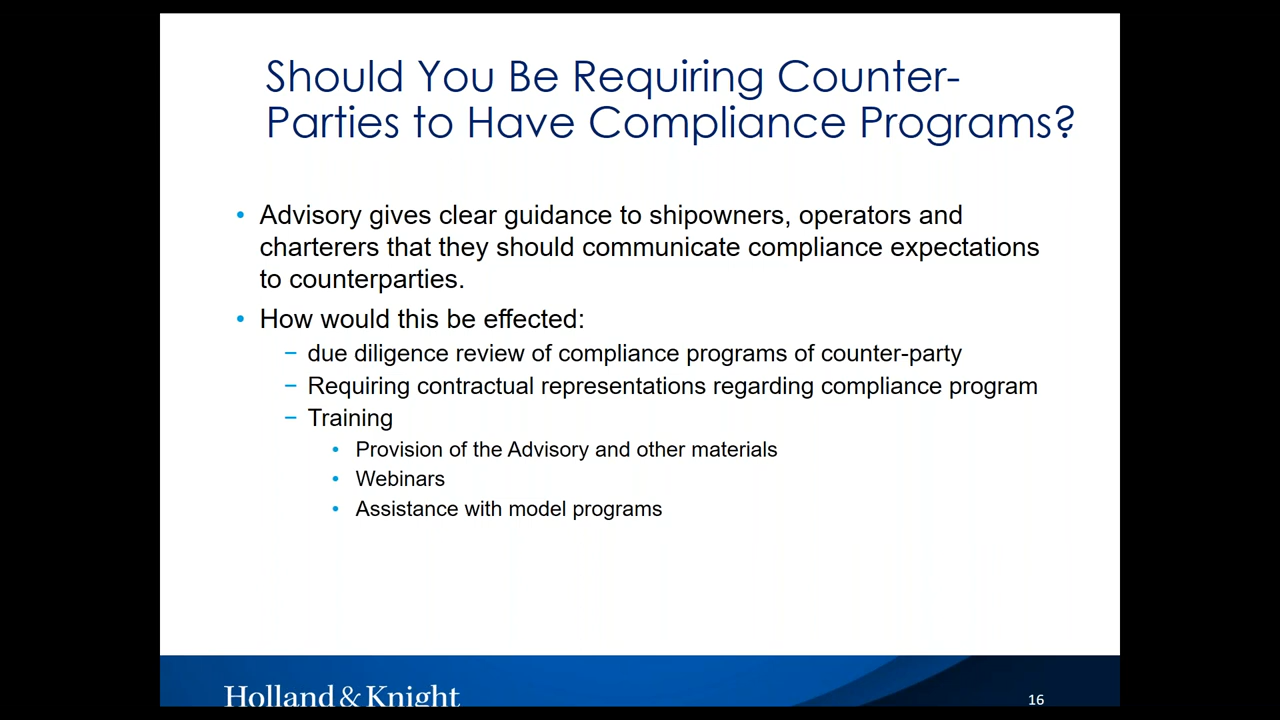 Should You Be Requiring Counter-
Parties to Have Compliance Programs?
• Advisory gives clear guidance to shipowners, operators and
charterers that they should communicate compliance expectations
to counterparties.
• How would this be effected:
− due diligence review of compliance programs of counter-party
− Requiring contractual representations regarding compliance program
− Training
• Provision of the Advisory and other materials
• Webinars
• Assistance with model programs
Holland & Knight
16